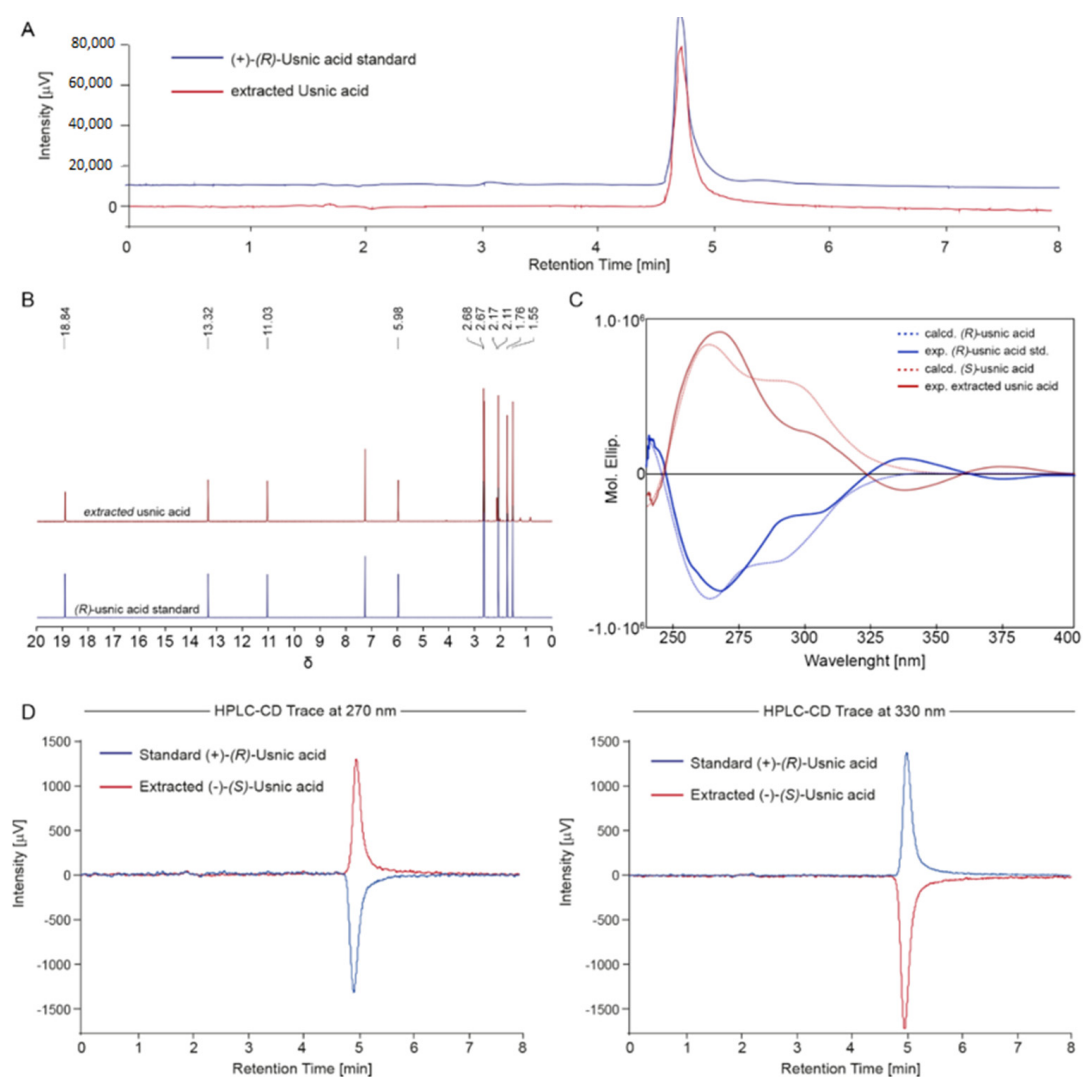 A
80,000
60,000
40,000
20,000
0
Intensity [µV]
(+)-(R)-Usnic acid standard
extracted Usnic acid
0 1 2 3 4 5 6 7 8
Retention Time [min]
B
18.84
13.32
11.03
5.98
2.68
2.67
2.17
2.11
1.76
1.55
extracted usnic acid
(R)-usnic acid standard
20 19 18 17 16 15 14 13 12 11 10 9 8 7 6 5 4 3 2 1 0
δ
C
1.0·10⁶
0
-1.0·10⁶
Mol. Ellip.
calcd. (R)-usnic acid
exp. (R)-usnic acid std.
calcd. (S)-usnic acid
exp. extracted usnic acid
250 275 300 325 350 375 400
Wavelenght [nm]
D
HPLC-CD Trace at 270 nm
1500
1000
500
0
-500
-1000
-1500
Intensity [µV]
Standard (+)-(R)-Usnic acid
Extracted (-)-(S)-Usnic acid
0 1 2 3 4 5 6 7 8
Retention Time [min]
HPLC-CD Trace at 330 nm
1500
1000
500
0
-500
-1000
-1500
Intensity [µV]
Standard (+)-(R)-Usnic acid
Extracted (-)-(S)-Usnic acid
0 1 2 3 4 5 6 7 8
Retention Time [min]